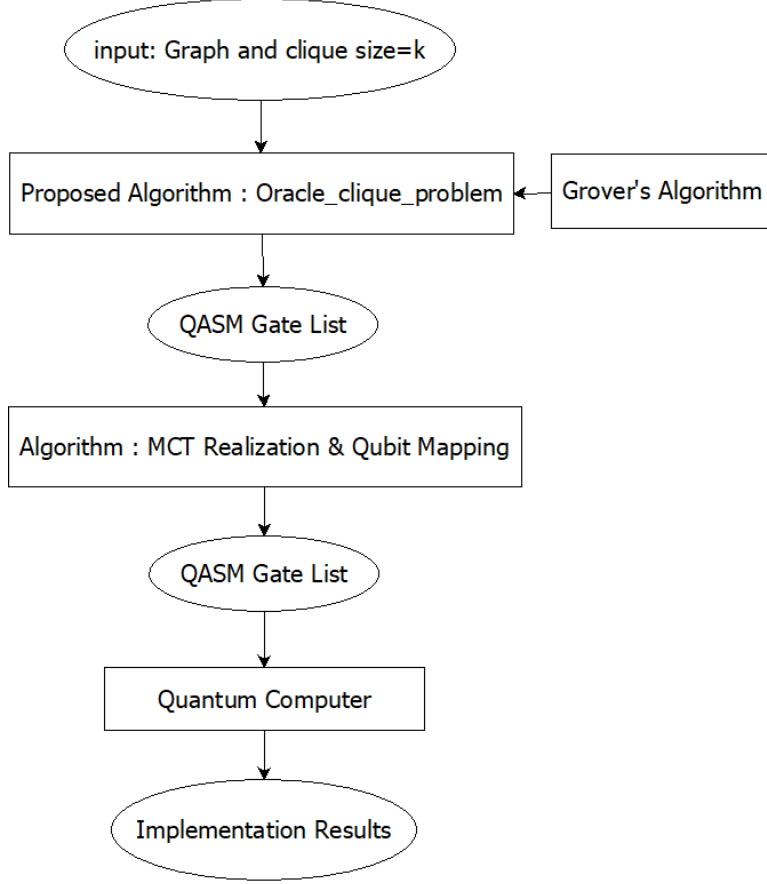 input: Graph and clique size=k
Proposed Algorithm : Oracle_clique_problem
Grover's Algorithm
QASM Gate List
Algorithm : MCT Realization & Qubit Mapping
QASM Gate List
Quantum Computer
Implementation Results